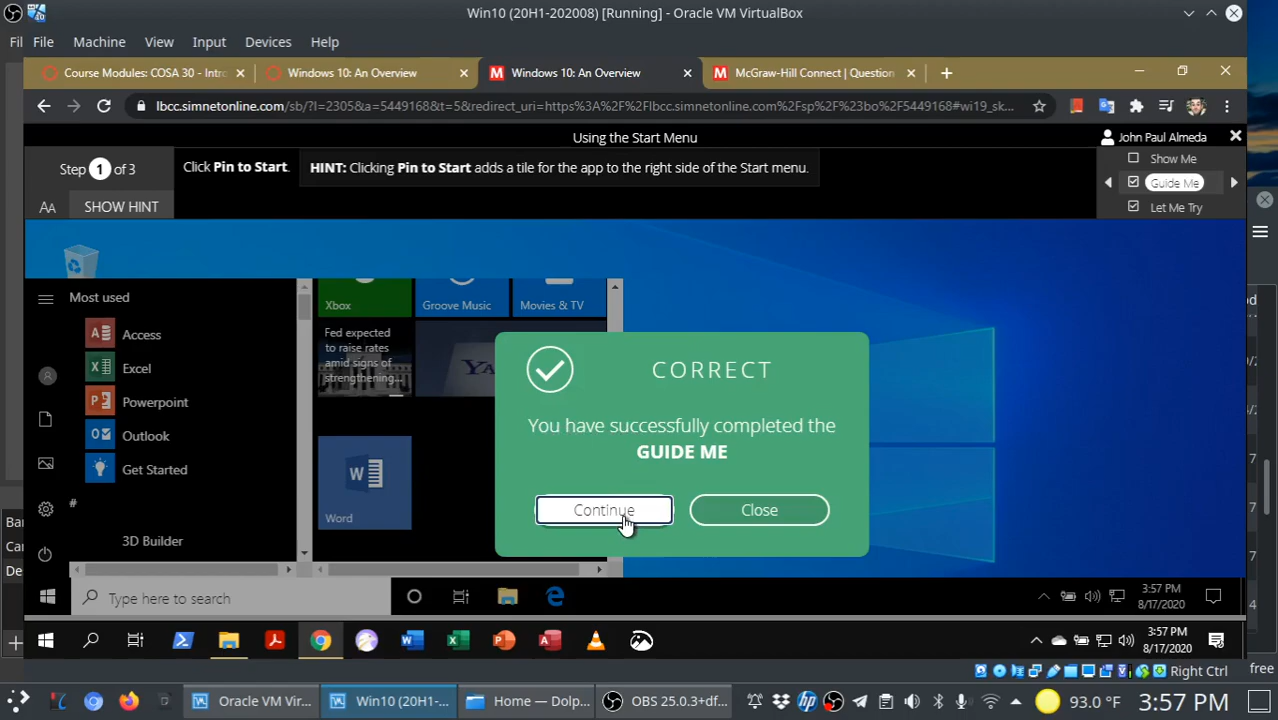 Win10 (20H1-202008) [Running] - Oracle VM VirtualBox
Fil File Machine View Input Devices Help
Course Modules: COSA 30 - Intro Windows 10: An Overview Windows 10: An Overview McGraw-Hill Connect | Question
lbcc.simnetonline.com/sb/?l=2305&a=5449168&t=5&redirect_uri=https%3A%2F%2Flbcc.simnetonline.com%2Fsp%2F%23bo%2F5449168#wi19_sk...
Using the Start Menu
John Paul Almeda
Step 1 of 3
Click Pin to Start.
HINT: Clicking Pin to Start adds a tile for the app to the right side of the Start menu.
Show Me
Guide Me
Let Me Try
AA SHOW HINT
Most used
Access
Excel
Powerpoint
Outlook
Get Started
#
3D Builder
Xbox Groove Music Movies & TV
Fed expected
to raise rates
amid signs of
strengthening...
YA
Word
CORRECT
You have successfully completed the
GUIDE ME
Continue Close
Type here to search
3:57 PM
8/17/2020
3:57 PM
8/17/2020
Right Ctrl
free
Bar
Car
De
Oracle VM Vir... Win10 (20H1-... Home — Dolp... OBS 25.0.3+df... 93.0 °F 3:57 PM